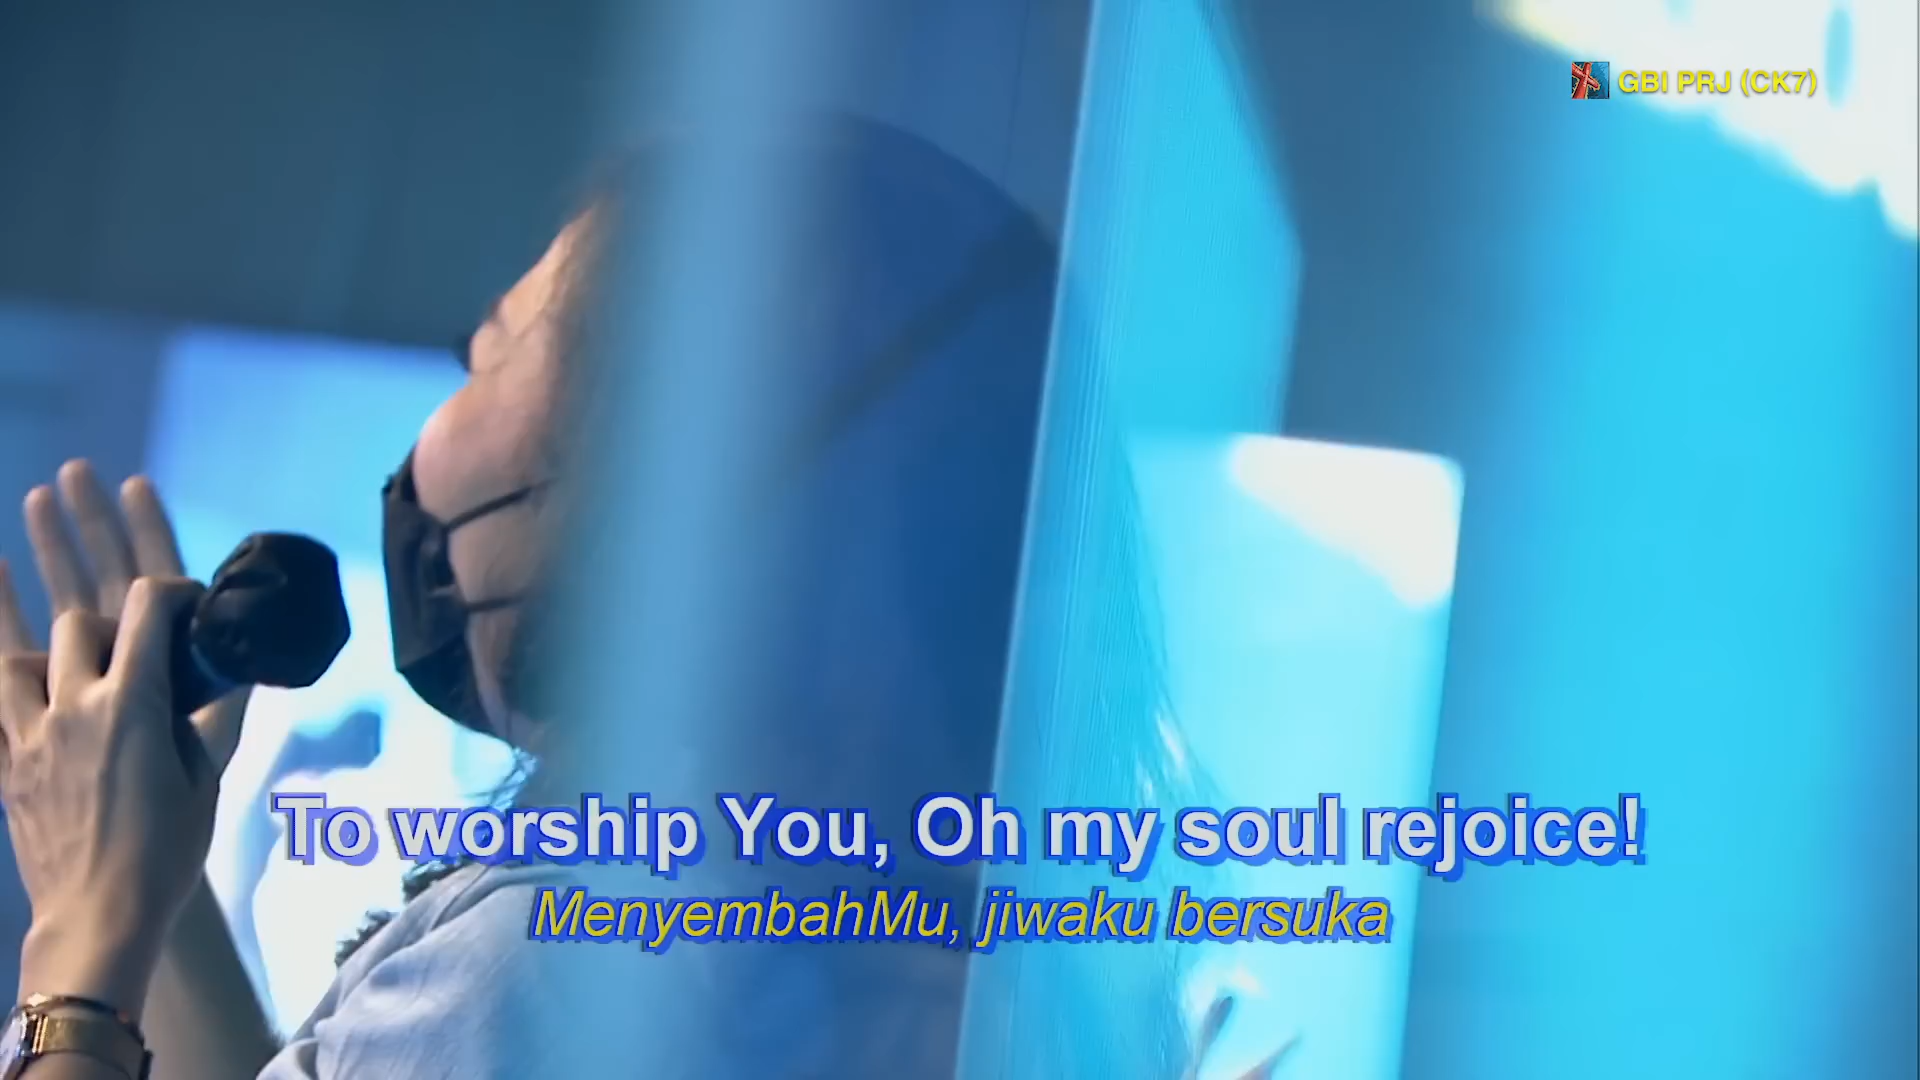 GBI PRJ (CK7)
To worship You, Oh my soul rejoice!
MenyembahMu, jiwaku bersuka